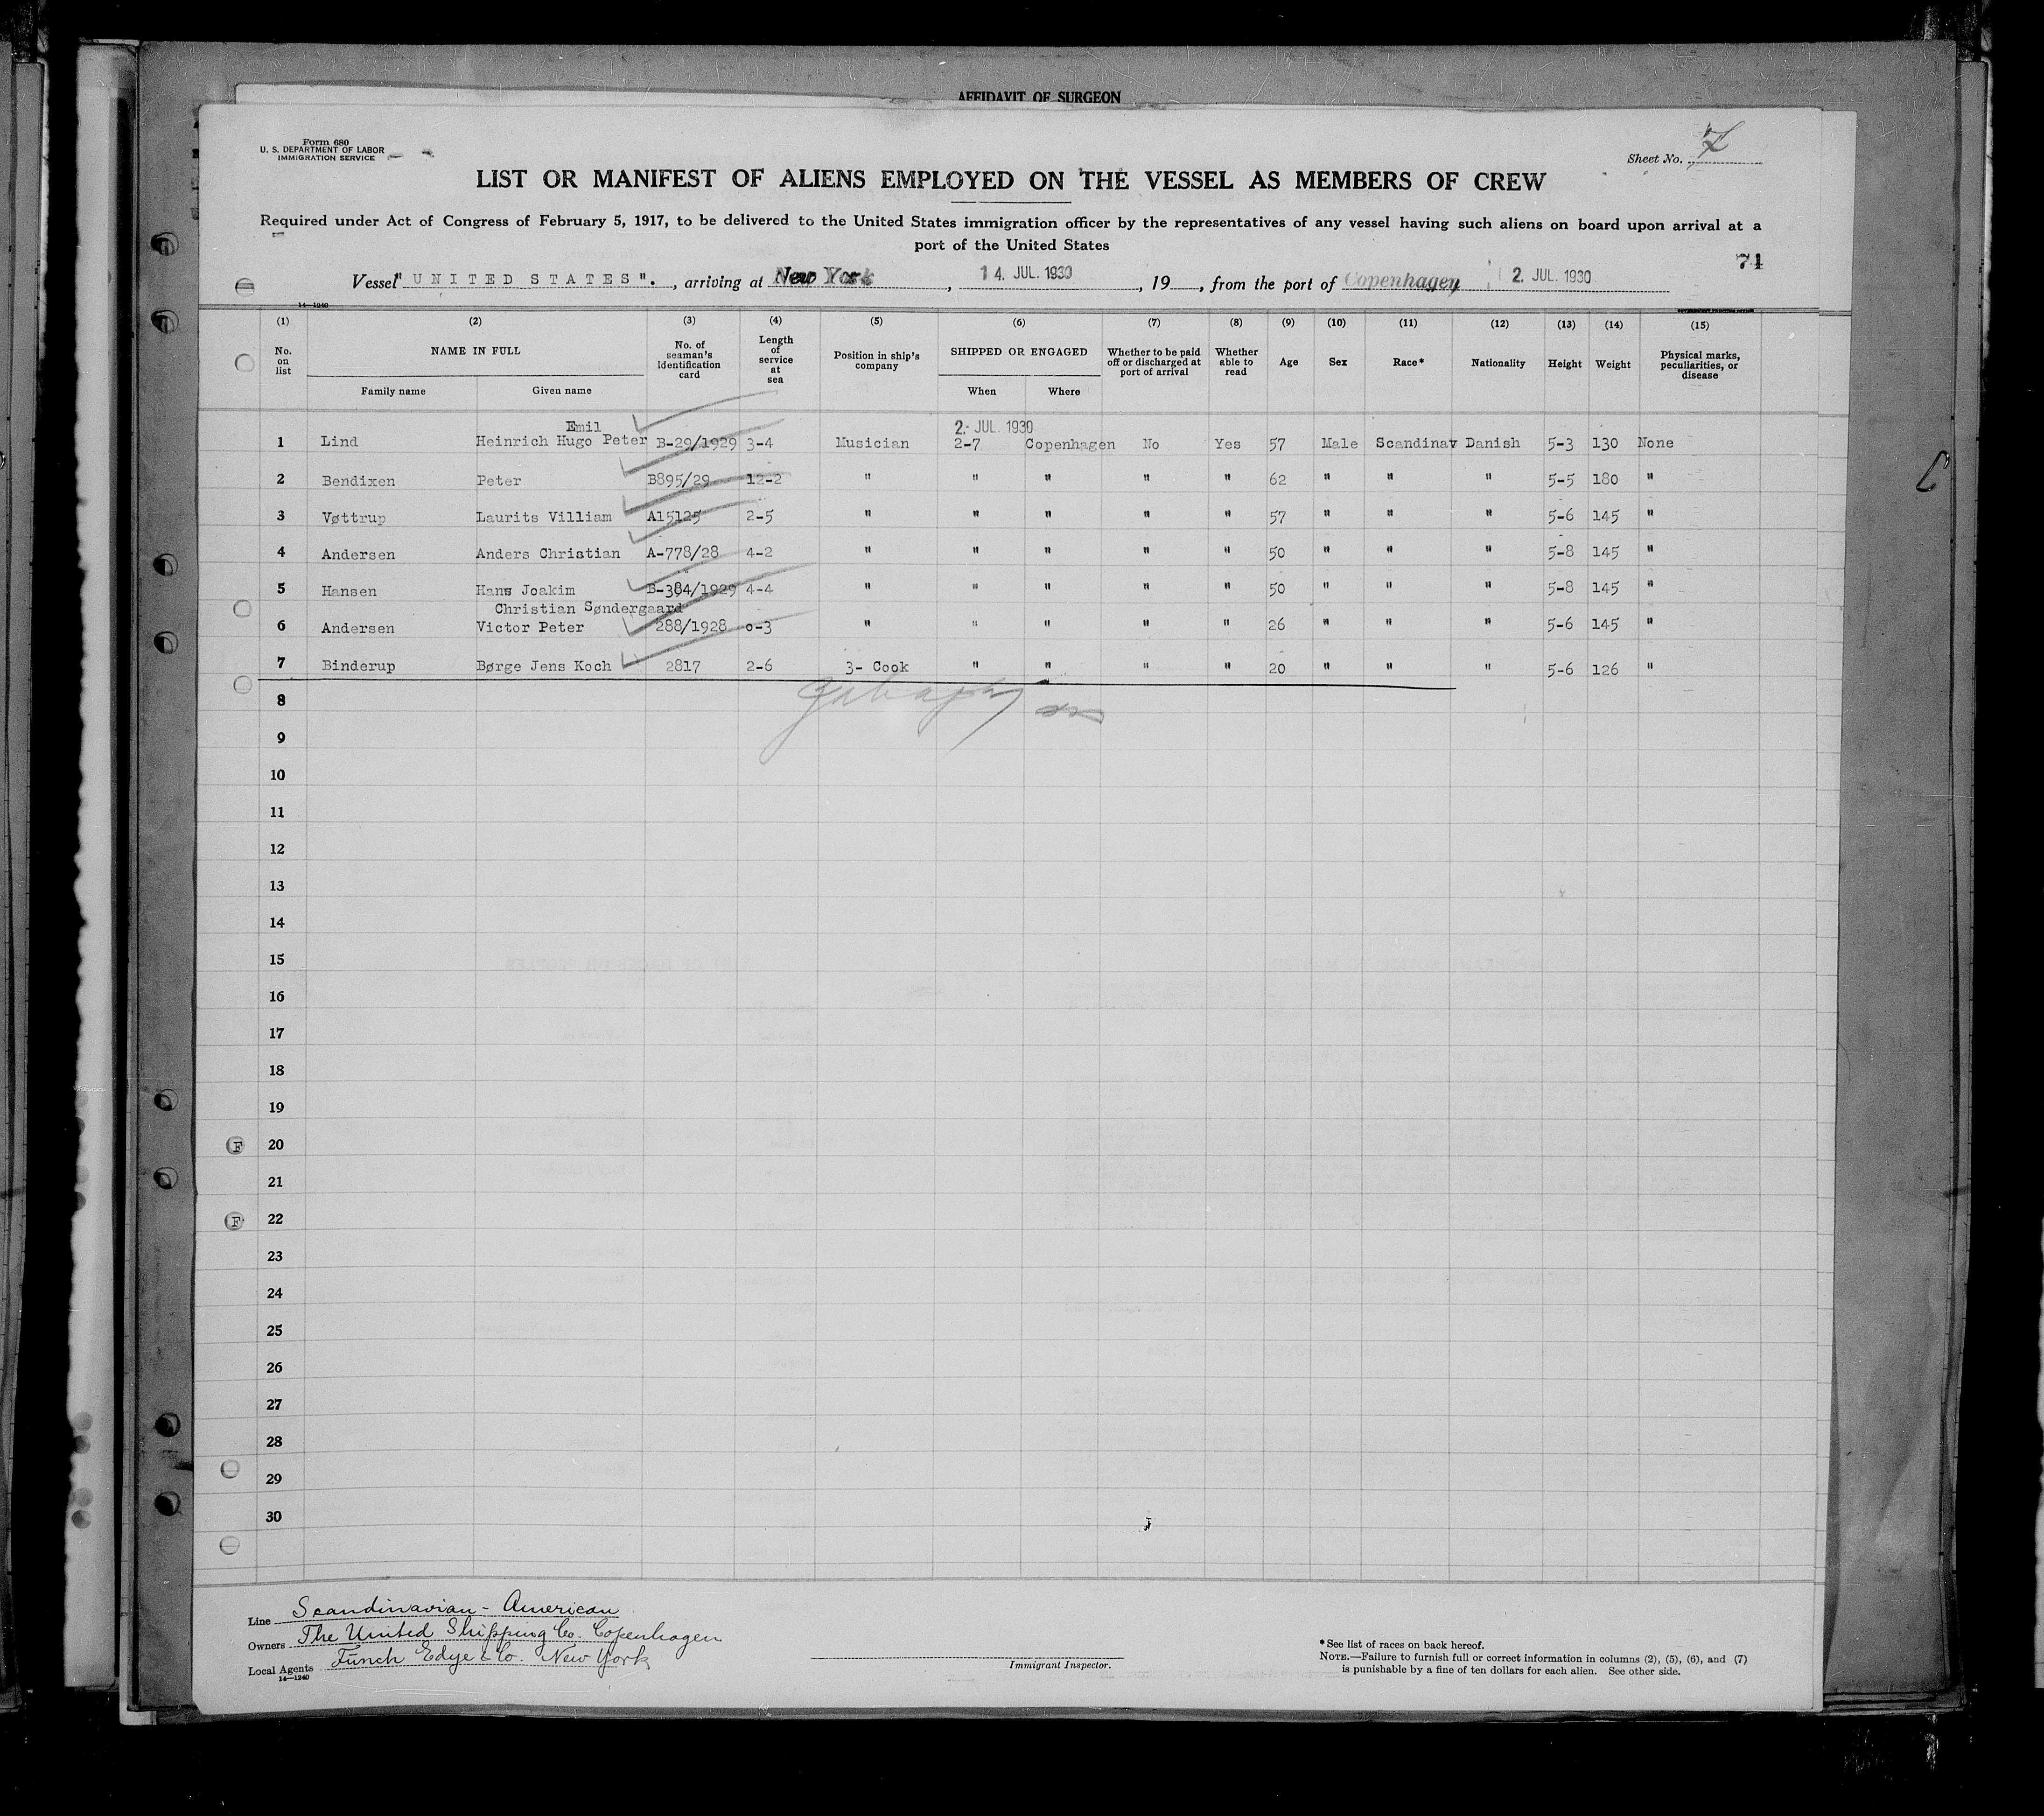 AFFIDAVIT OF SURGEON
Form 680
U. S. DEPARTMENT OF LABOR
IMMIGRATION SERVICE
Sheet No.
LIST OR MANIFEST OF ALIENS EMPLOYED ON THE VESSEL AS MEMBERS OF CREW
Required under Act of Congress of February 5, 1917, to be delivered to the United States immigration officer by the representatives of any vessel having such aliens on board upon arrival at a
port of the United States
71
Vessel "UNITED STATES"., arriving at New York, 14. JUL. 1930, 19, from the port of Copenhagen, 2. JUL. 1930
14—1240
(1) (2) (3) (4) (5) (6) (7) (8) (9) (10) (11) (12) (13) (14) (15)
No. on list NAME IN FULL Family name Given name No. of seaman's identification card Length of service at sea Position in ship's company SHIPPED OR ENGAGED When Where Whether to be paid off or discharged at port of arrival Whether able to read Age Sex Race* Nationality Height Weight Physical marks, peculiarities, or disease
Emil 2.- JUL. 1930
1 Lind Heinrich Hugo Peter B-29/1929 3-4 Musician 2-7 Copenhagen No Yes 57 Male Scandinav Danish 5-3 130 None
2 Bendixen Peter B895/29 12-2 " " " " " 62 " " " 5-5 180 "
3 Vøttrup Laurits Villiam A15125 2-5 " " " " " 57 " " " 5-6 145 "
4 Andersen Anders Christian A-778/28 4-2 " " " " " 50 " " " 5-8 145 "
5 Hansen Hans Joakim B-384/1929 4-4 " " " " " 50 " " " 5-8 145 "
Christian Søndergaard
6 Andersen Victor Peter 288/1928 0-3 " " " " " 26 " " " 5-6 145 "
7 Binderup Børge Jens Koch 2817 2-6 3- Cook " " " " 20 " " " 5-6 126 "
8
9
10
11
12
13
14
15
16
17
18
19
20
21
22
23
24
25
26
27
28
29
30
F
F
Line Scandinavian - American
Owners The United Shipping Co. Copenhagen
Local Agents Funch Edye & Co. New York
14—1240
Immigrant Inspector.
*See list of races on back hereof.
NOTE.—Failure to furnish full or correct information in columns (2), (5), (6), and (7)
is punishable by a fine of ten dollars for each alien. See other side.